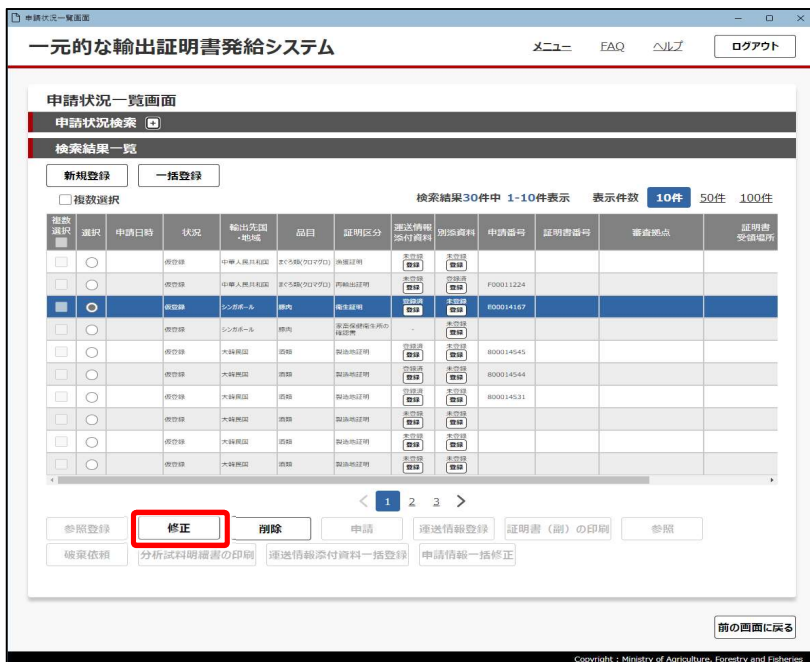 申請状況一覧画面
一元的な輸出証明書発給システム
メニュー FAQ ヘルプ ログアウト
申請状況一覧画面
申請状況検索 +
検索結果一覧
新規登録 一括登録
複数選択 検索結果30件中 1-10件表示 表示件数 10件 50件 100件
複数選択 選択 申請日時 状況 輸出先国・地域 品目 証明区分 運送情報添付資料 別添資料 申請番号 証明書番号 審査拠点 証明書受領場所
仮登録 中華人民共和国 まぐろ類(クロマグロ) 漁獲証明 未登録 登録 未登録 登録
仮登録 中華人民共和国 まぐろ類(クロマグロ) 再輸出証明 未登録 登録 登録済 登録 F00011224
仮登録 シンガポール 豚肉 衛生証明 登録済 登録 未登録 登録 E00014167
仮登録 シンガポール 豚肉 家畜保健衛生所の確認書 - 未登録 登録
仮登録 大韓民国 酒類 製造地証明 登録済 登録 未登録 登録 800014545
仮登録 大韓民国 酒類 製造地証明 登録済 登録 未登録 登録 800014544
仮登録 大韓民国 酒類 製造地証明 登録済 登録 未登録 登録 800014531
仮登録 大韓民国 酒類 製造地証明 未登録 登録 未登録 登録
仮登録 大韓民国 酒類 製造地証明 未登録 登録 未登録 登録
仮登録 大韓民国 酒類 製造地証明 未登録 登録 未登録 登録
< 1 2 3 >
参照登録 修正 削除 申請 運送情報登録 証明書（副）の印刷 参照
破棄依頼 分析試料明細書の印刷 運送情報添付資料一括登録 申請情報一括修正
前の画面に戻る
Copyright : Ministry of Agriculture, Forestry and Fisheries